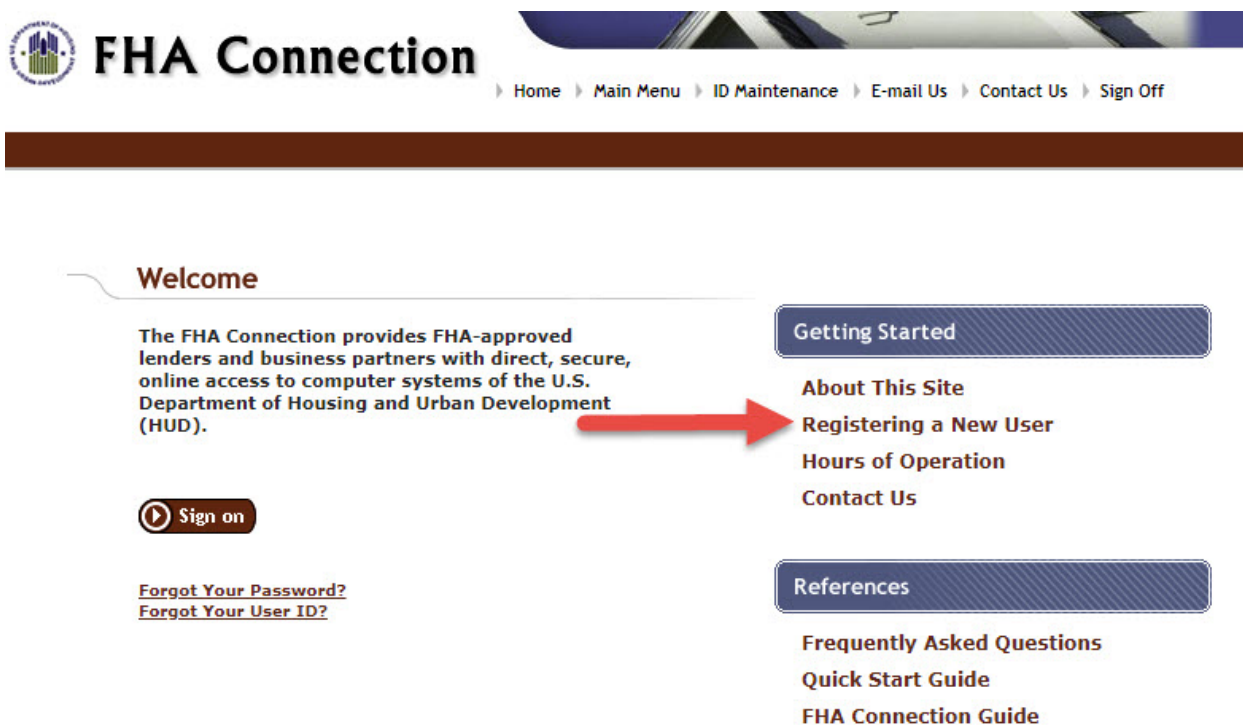 FHA Connection
Home Main Menu ID Maintenance E-mail Us Contact Us Sign Off
Welcome
The FHA Connection provides FHA-approved
lenders and business partners with direct, secure,
online access to computer systems of the U.S.
Department of Housing and Urban Development
(HUD).
Sign on
Forgot Your Password?
Forgot Your User ID?
Getting Started
About This Site
Registering a New User
Hours of Operation
Contact Us
References
Frequently Asked Questions
Quick Start Guide
FHA Connection Guide